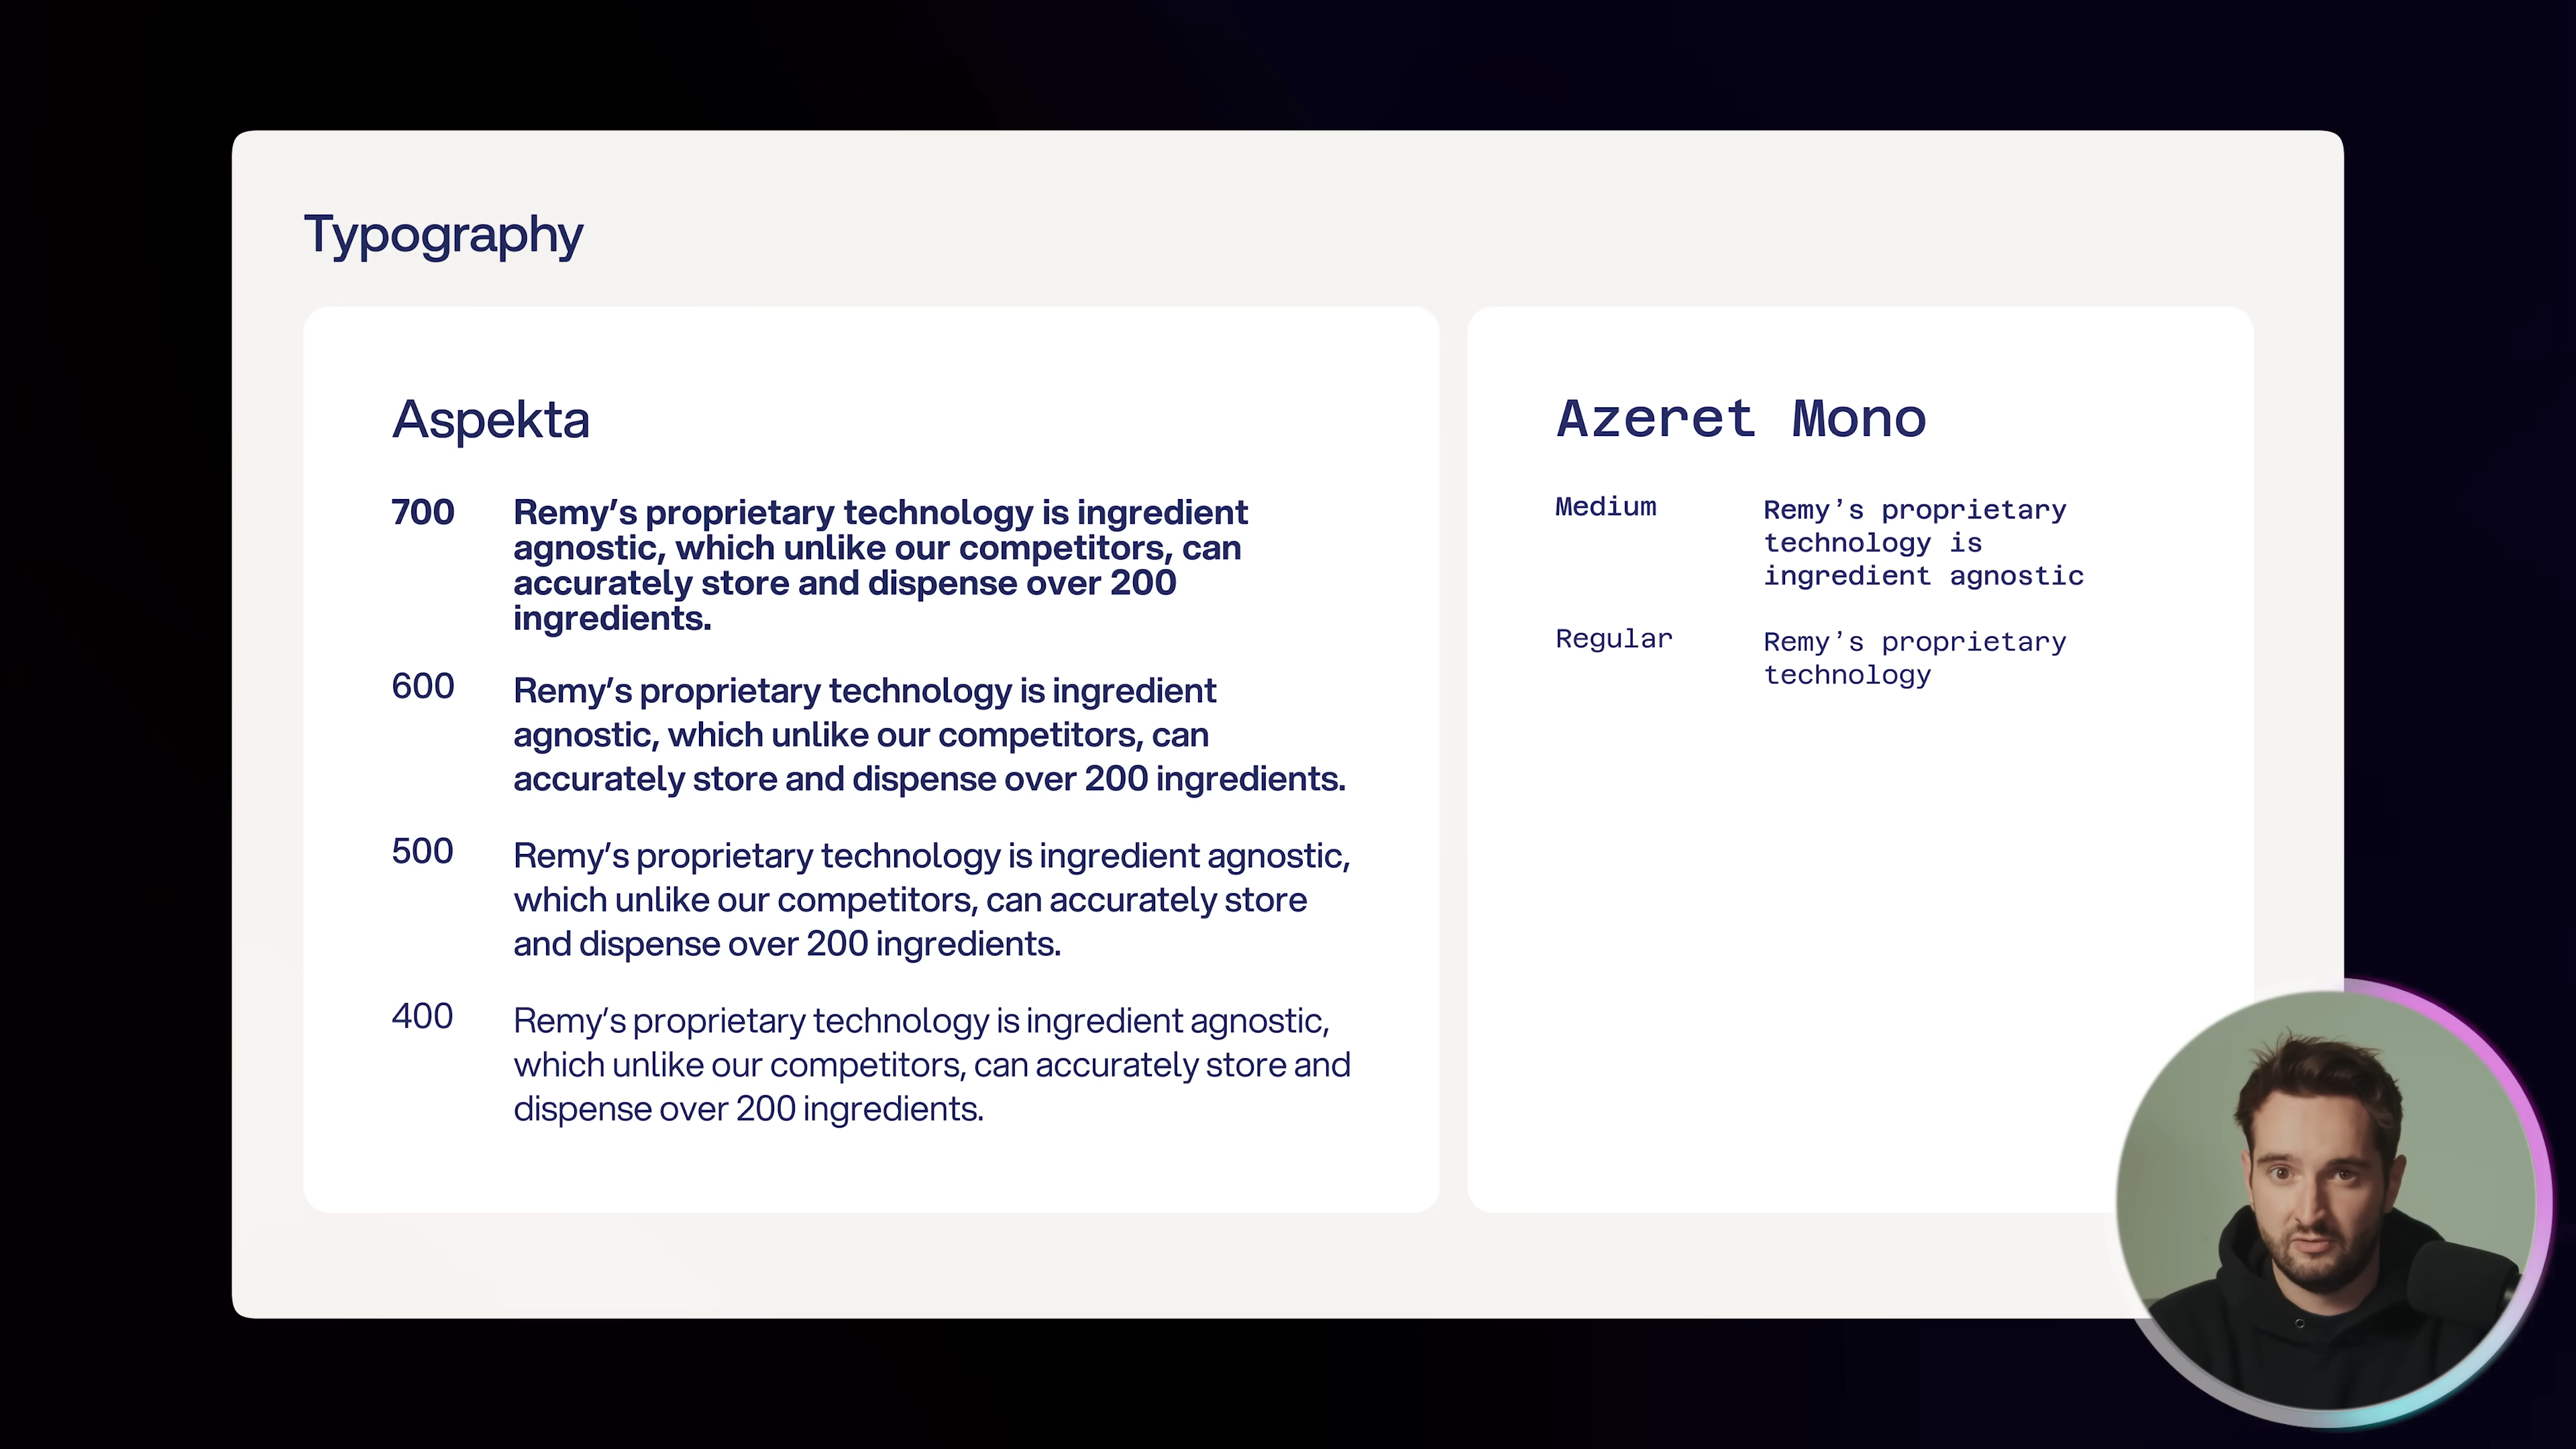 Typography
Aspekta
700
Remy’s proprietary technology is ingredient
agnostic, which unlike our competitors, can
accurately store and dispense over 200
ingredients.
600
Remy’s proprietary technology is ingredient
agnostic, which unlike our competitors, can
accurately store and dispense over 200 ingredients.
500
Remy’s proprietary technology is ingredient agnostic,
which unlike our competitors, can accurately store
and dispense over 200 ingredients.
400
Remy’s proprietary technology is ingredient agnostic,
which unlike our competitors, can accurately store and
dispense over 200 ingredients.
Azeret Mono
Medium
Remy’s proprietary
technology is
ingredient agnostic
Regular
Remy’s proprietary
technology